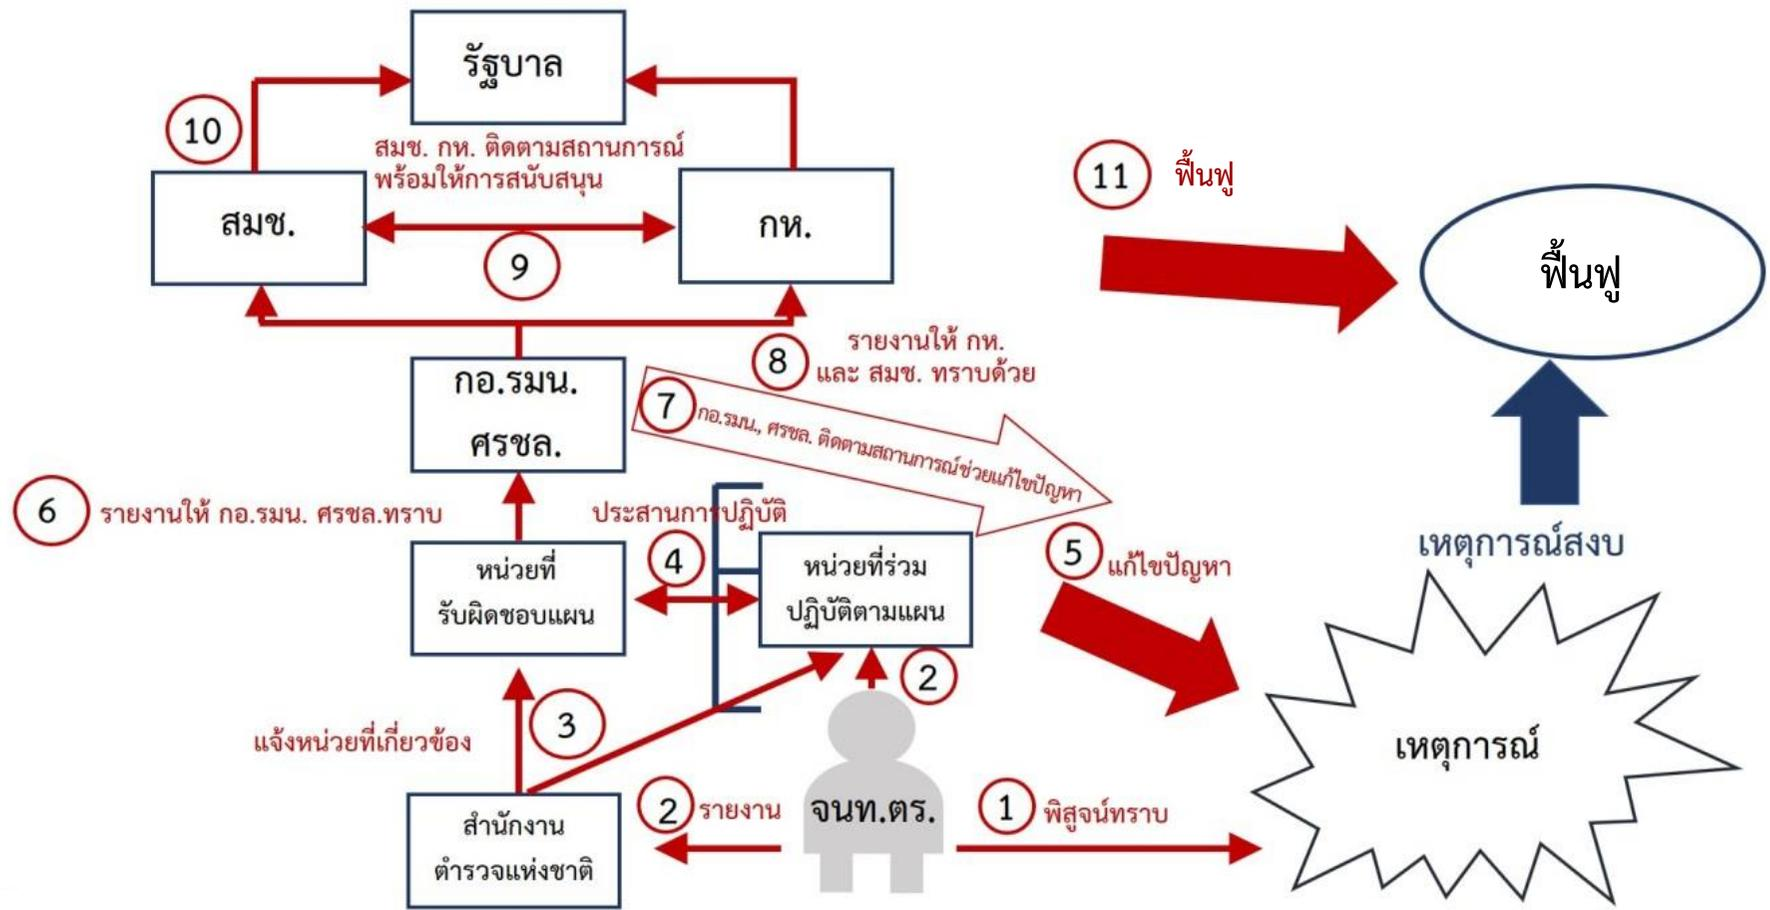 รัฐบาล
10
สมช. กห. ติดตามสถานการณ์
พร้อมให้การสนับสนุน
11 ฟื้นฟู
สมช.
กห.
9
ฟื้นฟู
8
รายงานให้ กห.
และ สมช. ทราบด้วย
กอ.รมน.
ศรชล.
7 กอ.รมน., ศรชล. ติดตามสถานการณ์ช่วยแก้ไขปัญหา
6 รายงานให้ กอ.รมน. ศรชล.ทราบ
ประสานการปฏิบัติ
4
5 แก้ไขปัญหา
เหตุการณ์สงบ
หน่วยที่
รับผิดชอบแผน
หน่วยที่ร่วม
ปฏิบัติตามแผน
2
3
แจ้งหน่วยที่เกี่ยวข้อง
เหตุการณ์
2 รายงาน
จนท.ตร.
1 พิสูจน์ทราบ
สำนักงาน
ตำรวจแห่งชาติ